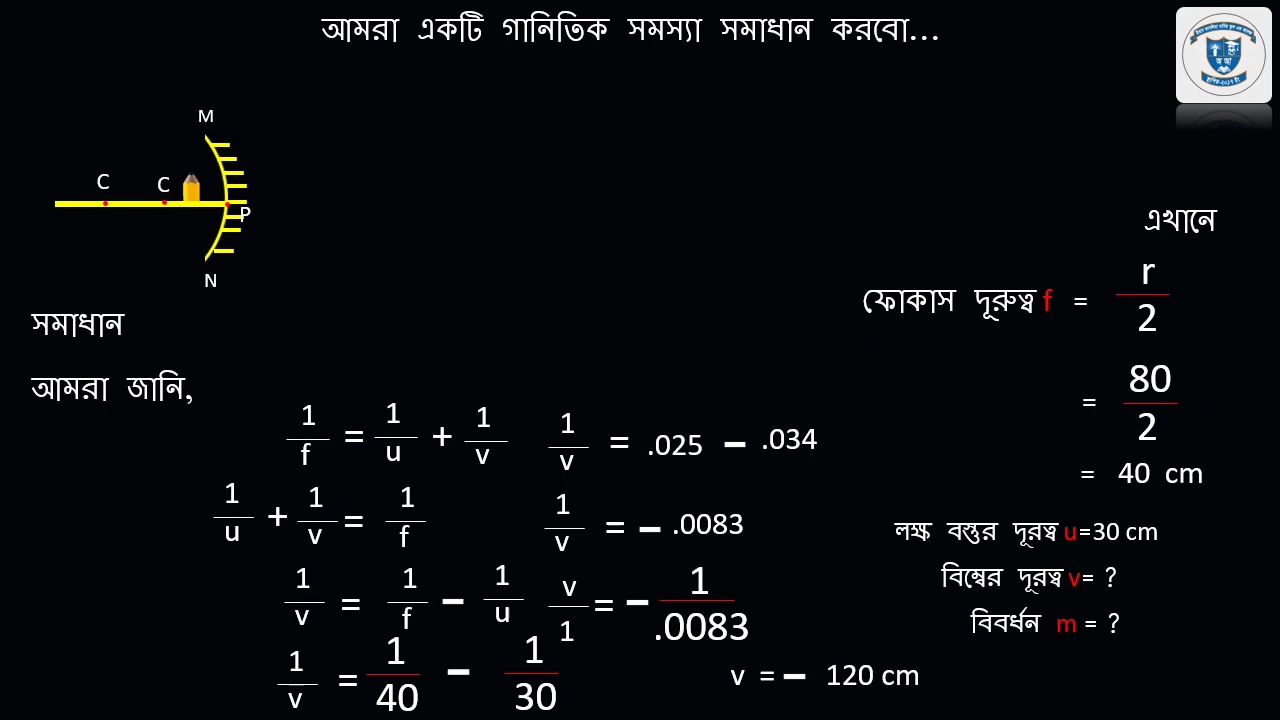 আমরা একটি গানিতিক সমস্যা সমাধান করবো...
M
C C
P
N
সমাধান
আমরা জানি,
1/f = 1/u + 1/v
1/u + 1/v = 1/f
1/v = 1/f - 1/u
1/v = 1/40 - 1/30
1/v = .025 - .034
1/v = - .0083
v/1 = - 1/.0083
v = - 120 cm
এখানে
ফোকাস দূরুত্ব f = r/2
= 80/2
= 40 cm
লক্ষ বস্তুর দূরত্ব u=30 cm
বিম্বের দূরত্ব v= ?
বিবর্ধন m = ?